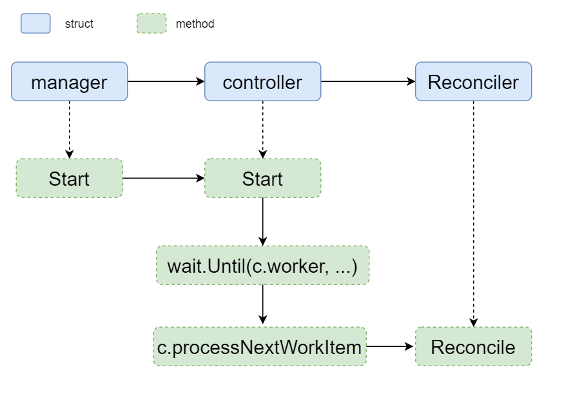 struct
method
manager
controller
Reconciler
Start
Start
wait.Until(c.worker, ...)
c.processNextWorkItem
Reconcile